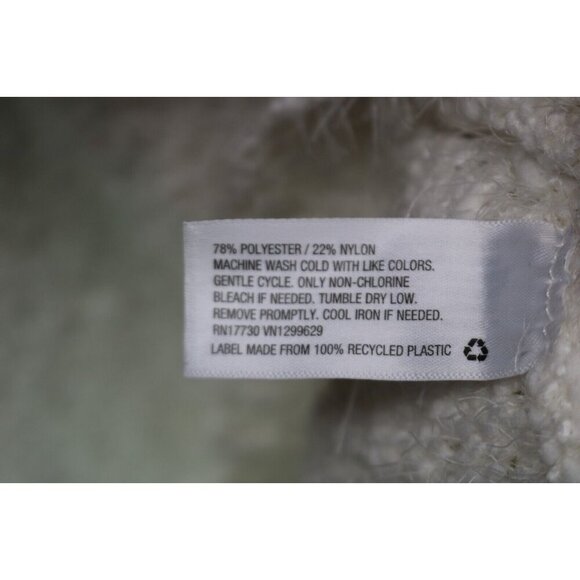 78% POLYESTER / 22% NYLON
MACHINE WASH COLD WITH LIKE COLORS.
GENTLE CYCLE. ONLY NON-CHLORINE
BLEACH IF NEEDED. TUMBLE DRY LOW.
REMOVE PROMPTLY. COOL IRON IF NEEDED.
RN17730 VN1299629
LABEL MADE FROM 100% RECYCLED PLASTIC